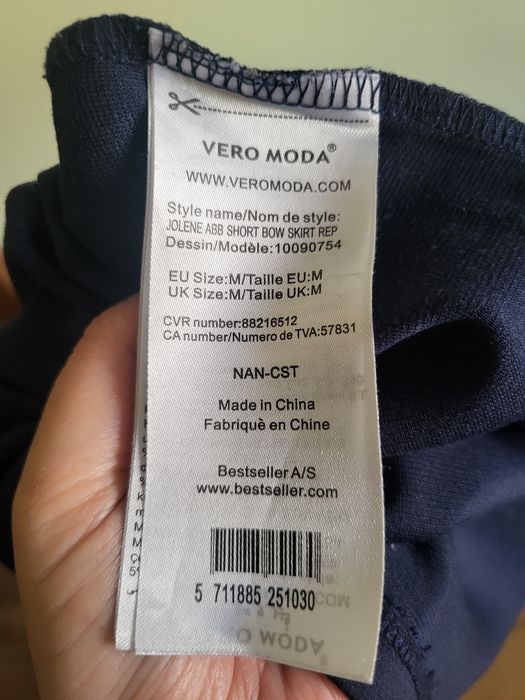 VERO MODA®
WWW.VEROMODA.COM
Style name/Nom de style:
JOLENE ABB SHORT BOW SKIRT REP
Dessin/Modèle:10090754
EU Size:M/Taille EU:M
UK Size:M/Taille UK:M
CVR number:88216512
CA number/Numero de TVA:57831
NAN-CST
Made in China
Fabriquè en Chine
Bestseller A/S
www.bestseller.com
5 711885 251030